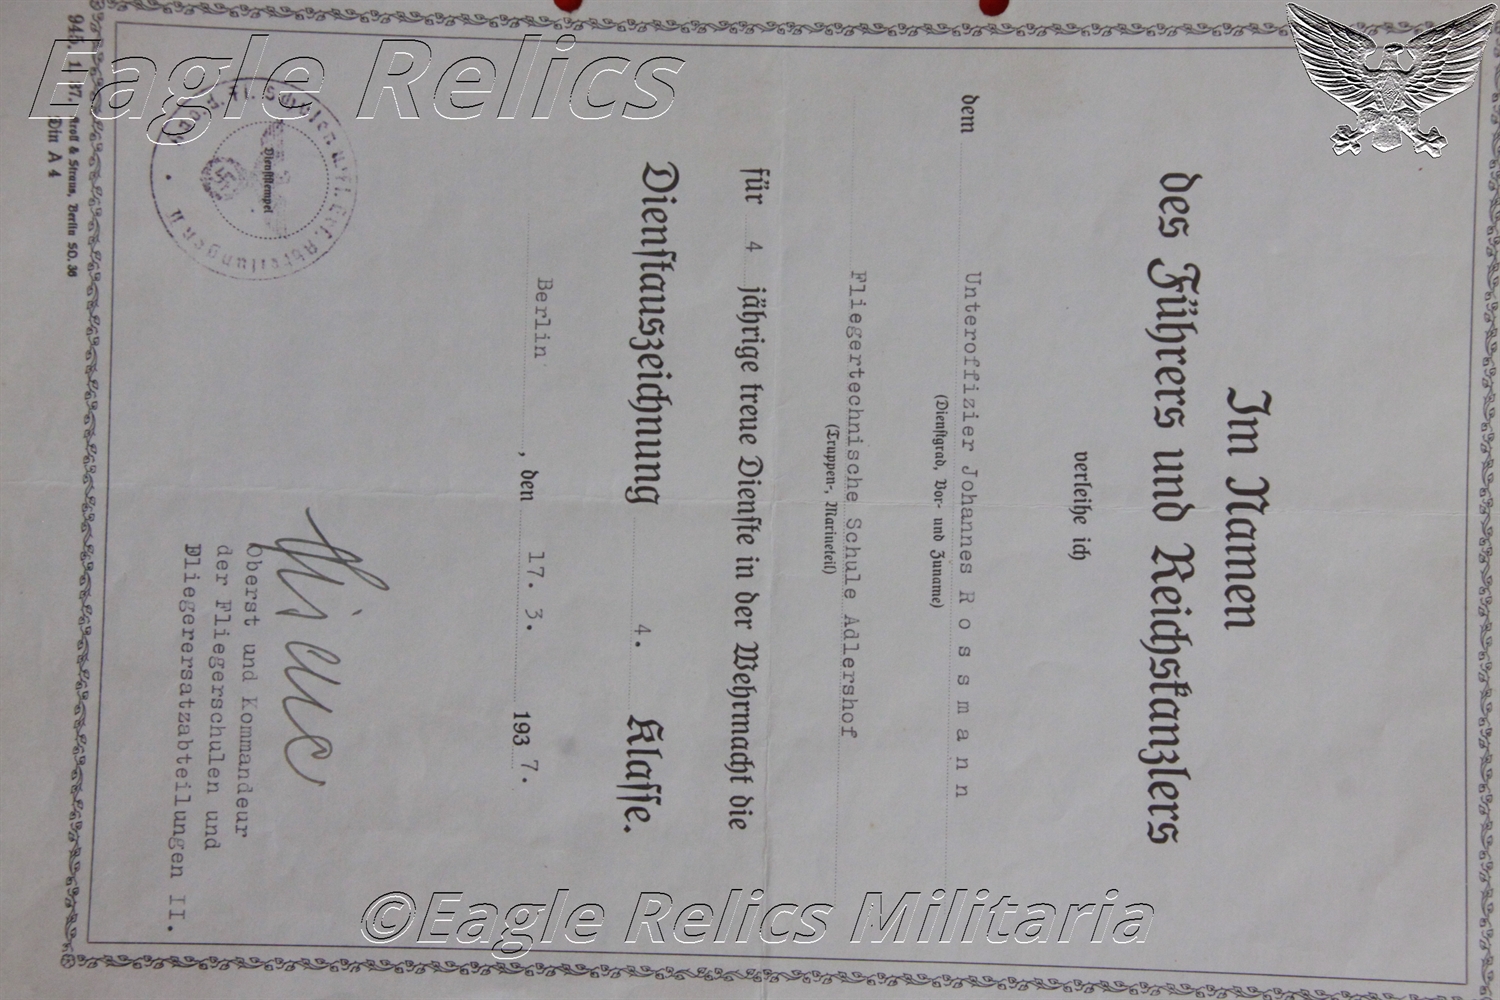 Im Namen
des Führers und Reichskanzlers
verleihe ich
dem Unteroffizier Johannes R o s s m a n n
(Dienstgrad, Vor- und Zuname)
Fliegertechnische Schule Adlershof
(Truppen-, Marineteil)
für 4 jährige treue Dienste in der Wehrmacht die
Dienstauszeichnung 4. Klasse.
Berlin, den 17. 3. 1937.
Oberst und Kommandeur
der Fliegerschulen und
Fliegerersatzabteilungen II.
Dienststempel
Din A 4
Eagle Relics
©Eagle Relics Militaria